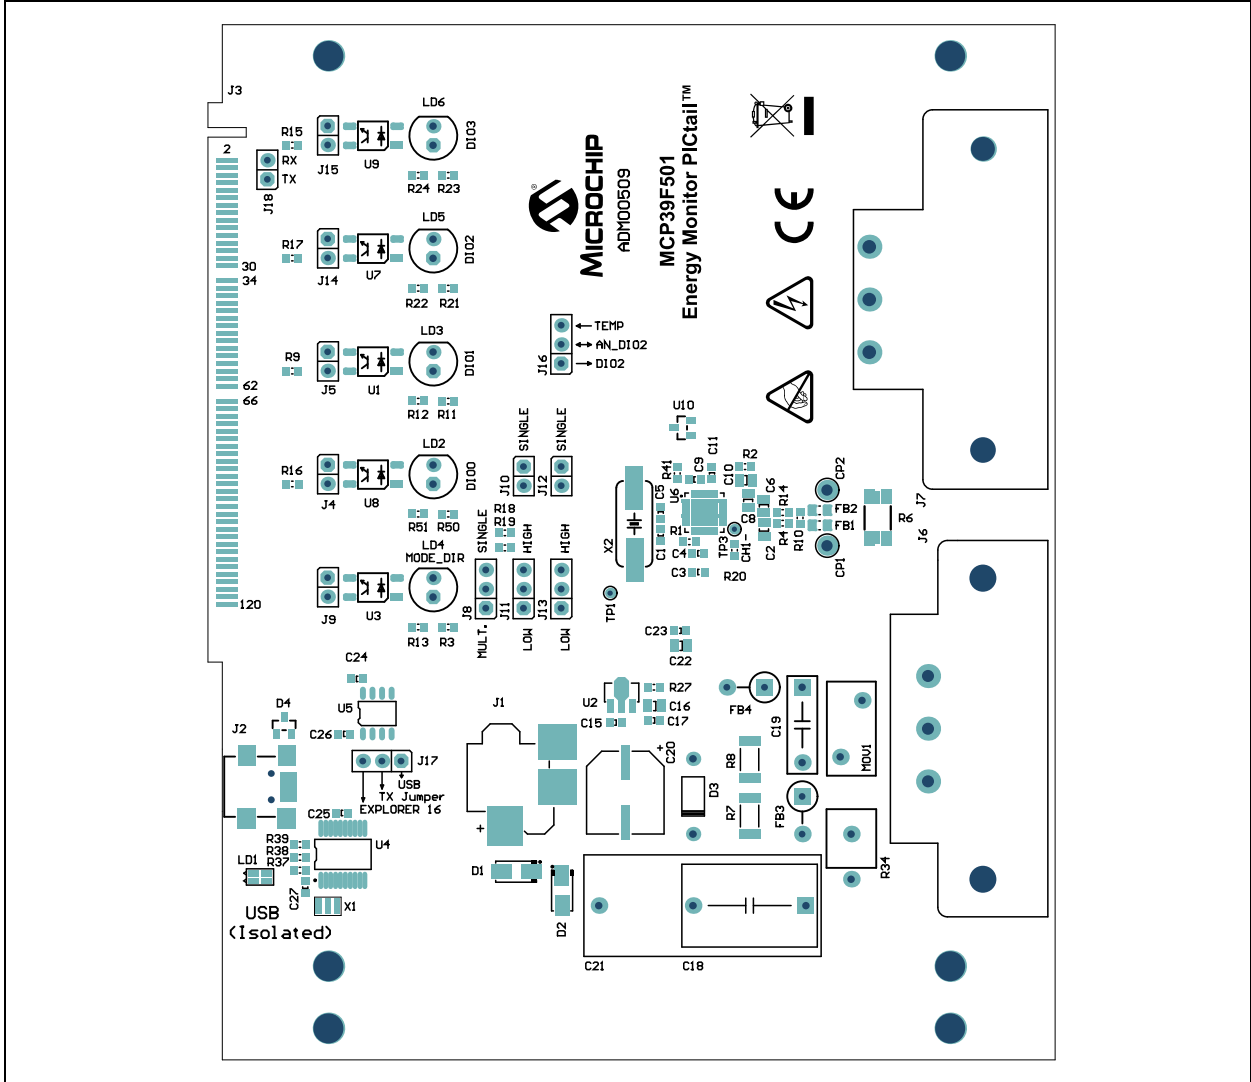 J3
2
30
34
62
66
120
R15
RX
TX
J18
J15
U9
LD6
DIO3
R24
R23
R17
J14
U7
LD5
DIO2
R22
R21
R9
J5
U1
LD3
DIO1
R12
R11
R16
J4
U8
LD2
DIO0
R51
R50
LD4
MODE_DIR
J9
U3
R13
R3
MICROCHIP
®
ADM00509
MCP39F501
Energy Monitor PICtail™
CE
TEMP
AN_DIO2
DIO2
J16
SINGLE
SINGLE
J10
J12
R18
R19
SINGLE
HIGH
HIGH
J8
J11
J13
MULT.
LOW
LOW
U10
C11
R41
C9
C10
R2
U6
C5
C6
C8
R14
CP2
FB2
FB1
R4
R10
C2
CP1
R1
C1
X2
C4
C3
TP3
CH1-
R20
TP1
J7
R6
J6
C23
C22
C24
U5
C26
D4
J2
J17
USB
TX Jumper
EXPLORER 16
C25
U4
R39
R38
R37
LD1
C27
X1
USB
(Isolated)
J1
+
U2
R27
C16
C17
C15
+
C20
D3
D1
D2
FB4
C19
MOV1
R8
R7
FB3
R34
C21
C18